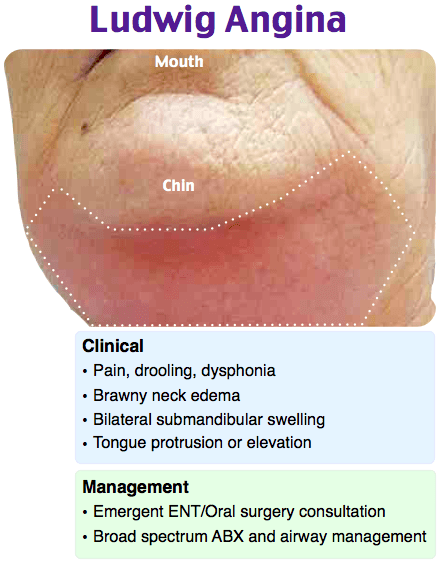 Ludwig Angina
Mouth
Chin
Clinical
• Pain, drooling, dysphonia
• Brawny neck edema
• Bilateral submandibular swelling
• Tongue protrusion or elevation
Management
• Emergent ENT/Oral surgery consultation
• Broad spectrum ABX and airway management